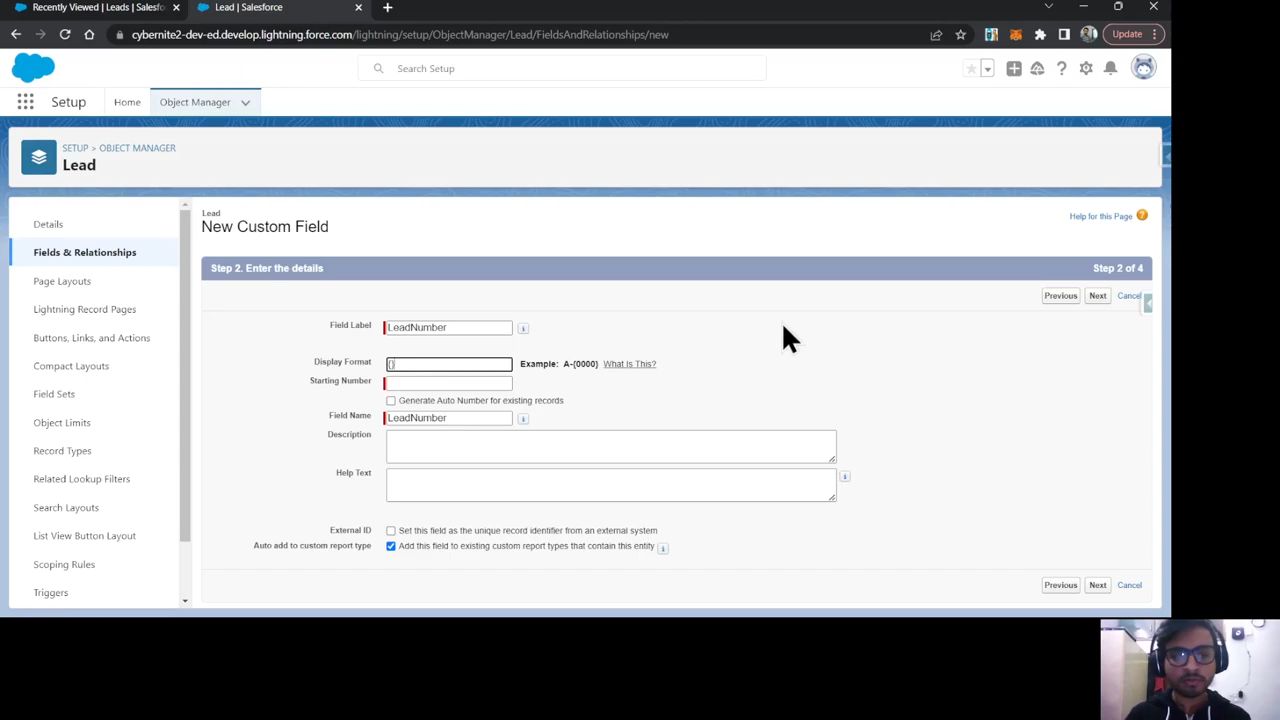 Recently Viewed | Leads | Salesfo
Lead | Salesforce
cybernite2-dev-ed.develop.lightning.force.com/lightning/setup/ObjectManager/Lead/FieldsAndRelationships/new
Update
Search Setup
Setup
Home
Object Manager
SETUP > OBJECT MANAGER
Lead
Details
Fields & Relationships
Page Layouts
Lightning Record Pages
Buttons, Links, and Actions
Compact Layouts
Field Sets
Object Limits
Record Types
Related Lookup Filters
Search Layouts
List View Button Layout
Scoping Rules
Triggers
Lead
New Custom Field
Help for this Page
Step 2. Enter the details
Step 2 of 4
Previous
Next
Cancel
Field Label
LeadNumber
Display Format
Example: A-{0000}
What Is This?
Starting Number
Generate Auto Number for existing records
Field Name
LeadNumber
Description
Help Text
External ID
Set this field as the unique record identifier from an external system
Auto add to custom report type
Add this field to existing custom report types that contain this entity
Previous
Next
Cancel